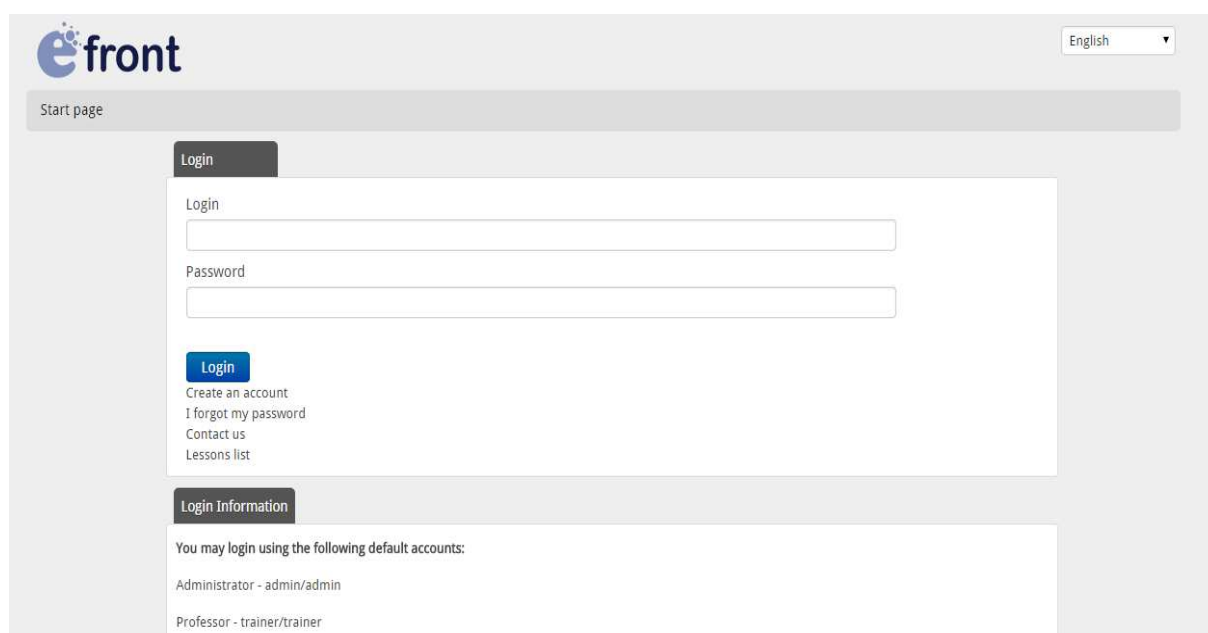 efront
English
Start page
Login
Login
Password
Login
Create an account
I forgot my password
Contact us
Lessons list
Login Information
You may login using the following default accounts:
Administrator - admin/admin
Professor - trainer/trainer